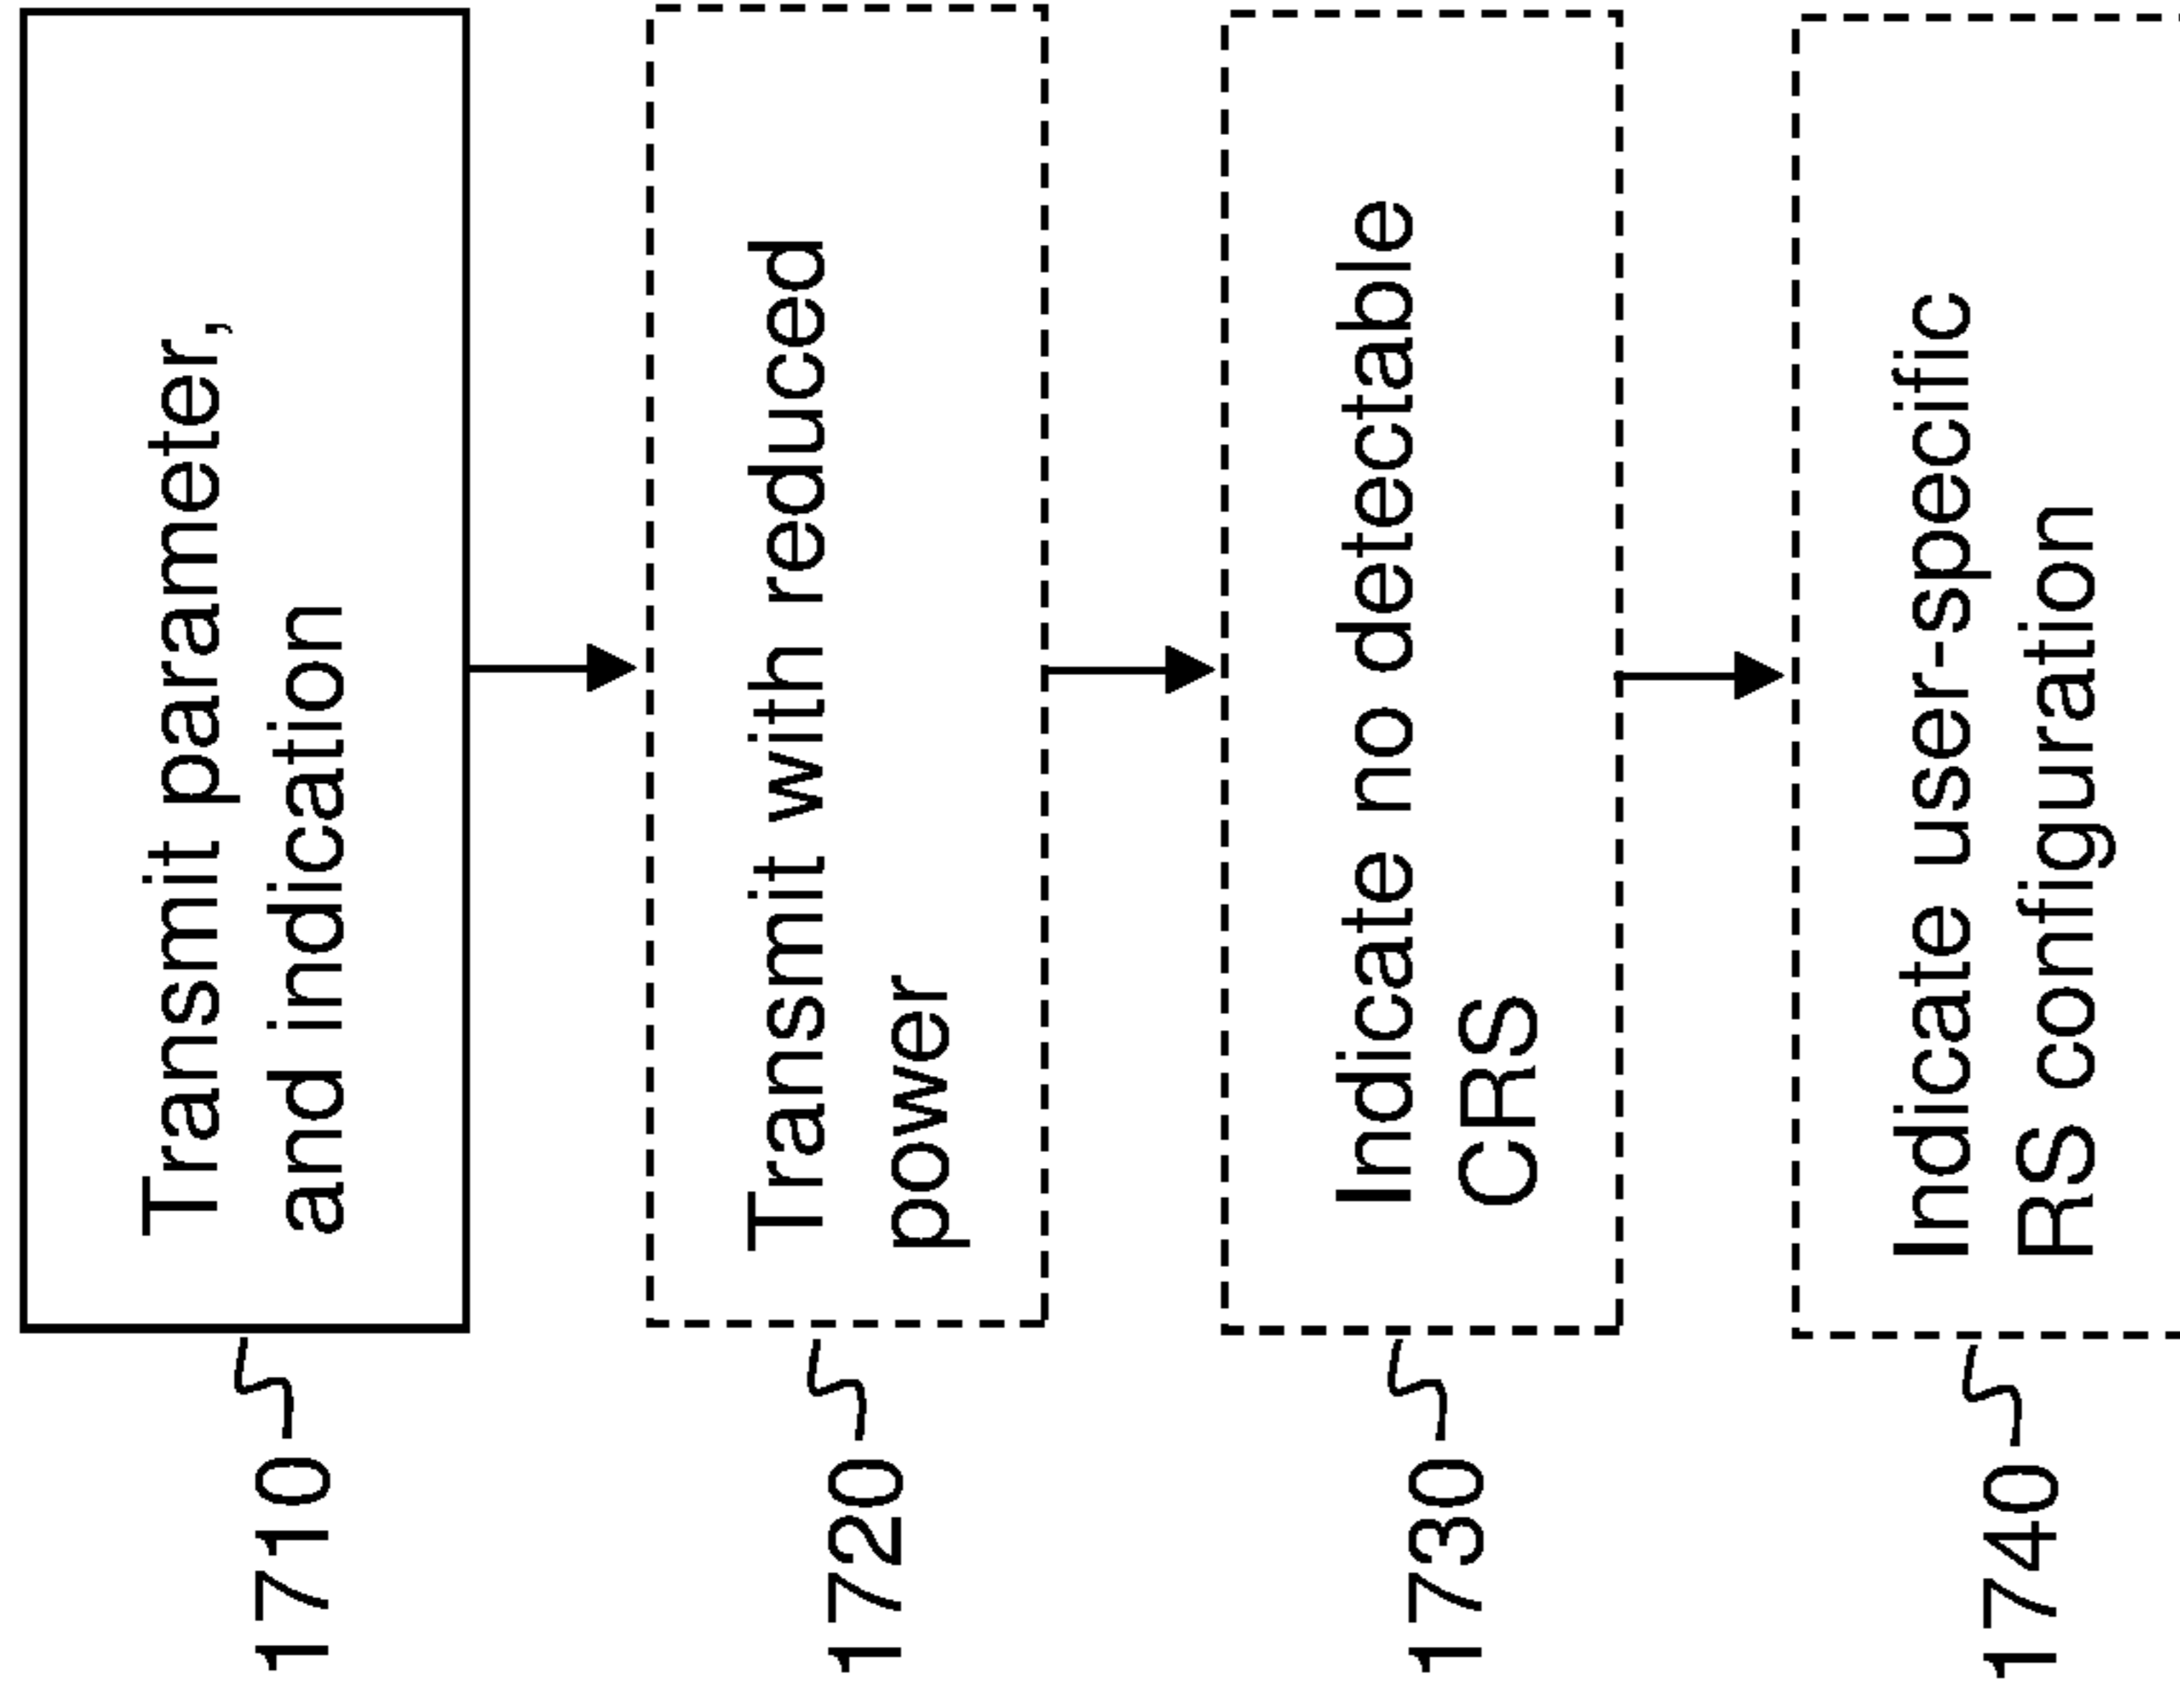 1710
Transmit parameter,
and indication
1720
Transmit with reduced
power
1730
Indicate no detectable
CRS
1740
Indicate user-specific
RS configuration